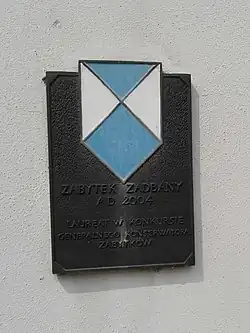 ZABYTEK ZADBANY
A.D. 2004
LAUREAT W KONKURSIE
GENERALNEGO KONSERWATORA
ZABYTKÓW